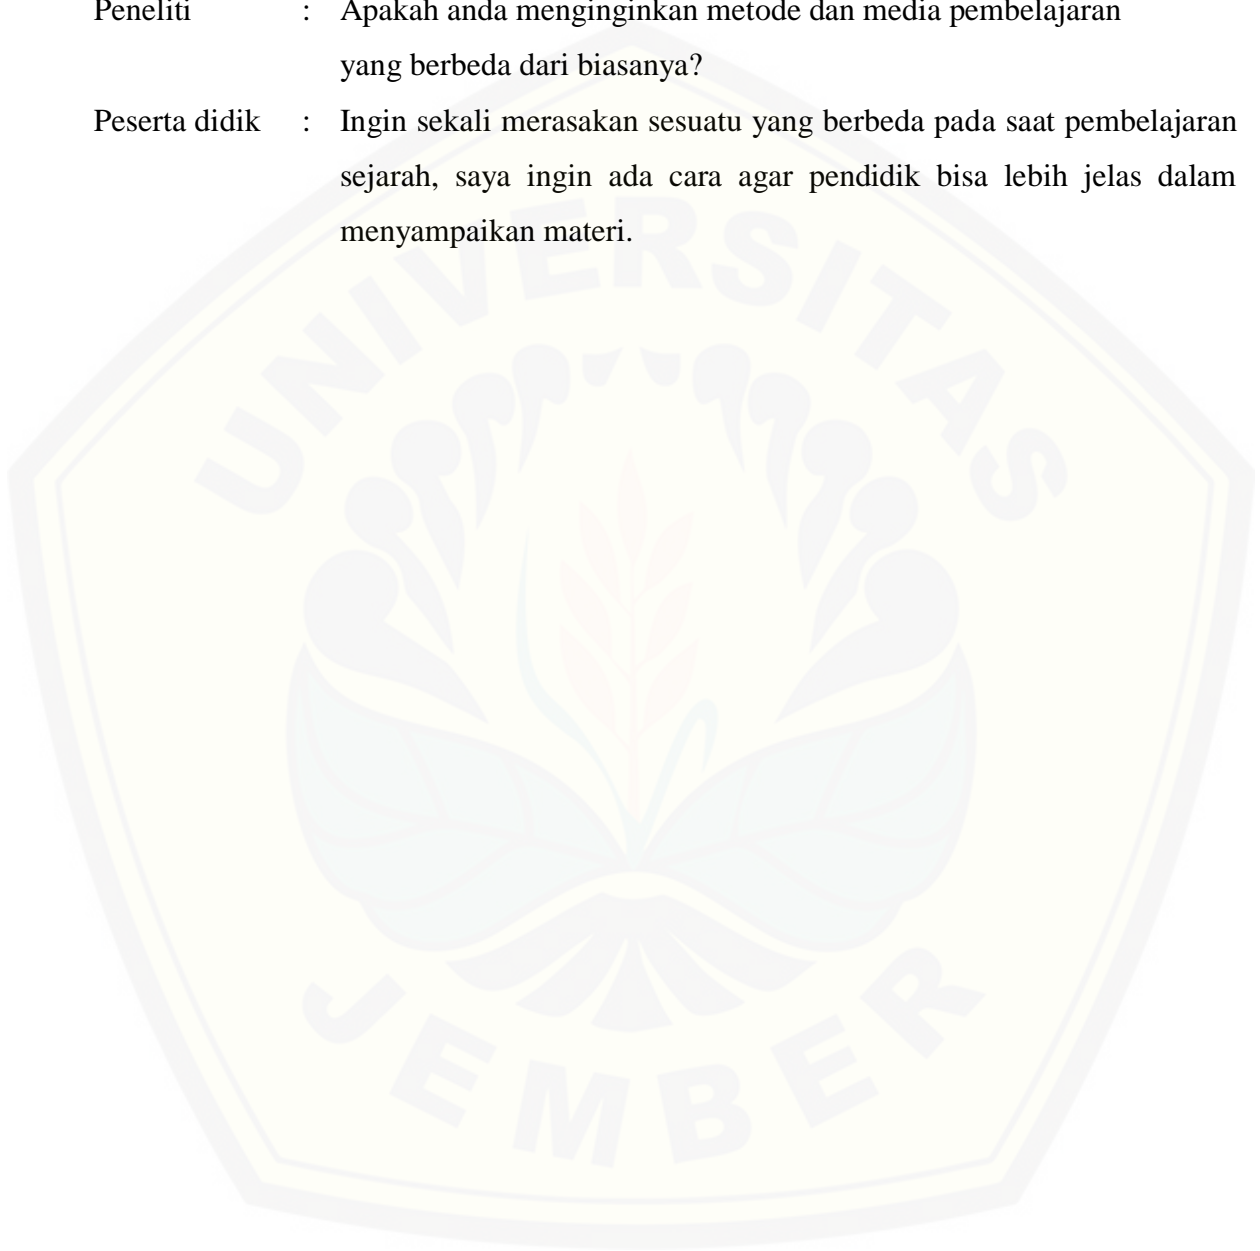 Peneliti : Apakah anda menginginkan metode dan media pembelajaran
yang berbeda dari biasanya?
Peserta didik : Ingin sekali merasakan sesuatu yang berbeda pada saat pembelajaran
sejarah, saya ingin ada cara agar pendidik bisa lebih jelas dalam
menyampaikan materi.
UNIVERSITAS
JEMBER